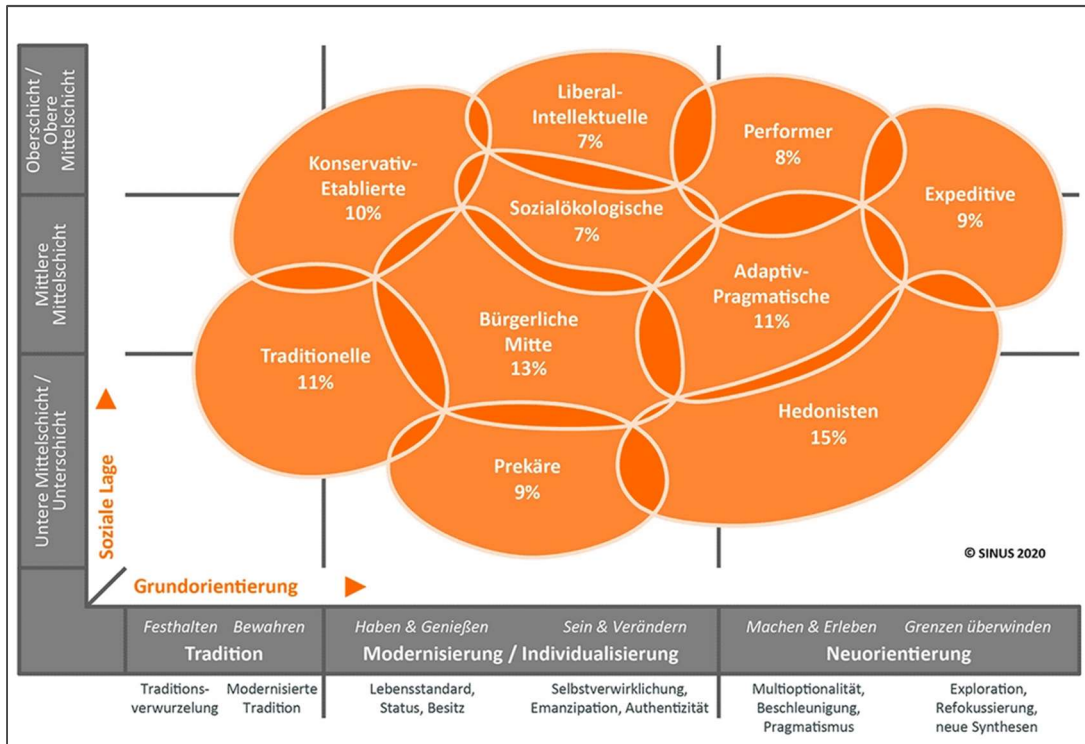 Oberschicht /
Obere
Mittelschicht
Mittlere
Mittelschicht
Untere Mittelschicht /
Unterschicht
Soziale Lage
Liberal-
Intellektuelle
7%
Performer
8%
Konservativ-
Etablierte
10%
Sozialökologische
7%
Expeditive
9%
Adaptiv-
Pragmatische
11%
Bürgerliche
Mitte
13%
Traditionelle
11%
Hedonisten
15%
Prekäre
9%
© SINUS 2020
Grundorientierung
Festhalten
Bewahren
Tradition
Haben & Genießen
Sein & Verändern
Modernisierung / Individualisierung
Machen & Erleben
Grenzen überwinden
Neuorientierung
Traditions-
verwurzelung
Modernisierte
Tradition
Lebensstandard,
Status, Besitz
Selbstverwirklichung,
Emanzipation, Authentizität
Multioptionalität,
Beschleunigung,
Pragmatismus
Exploration,
Refokussierung,
neue Synthesen